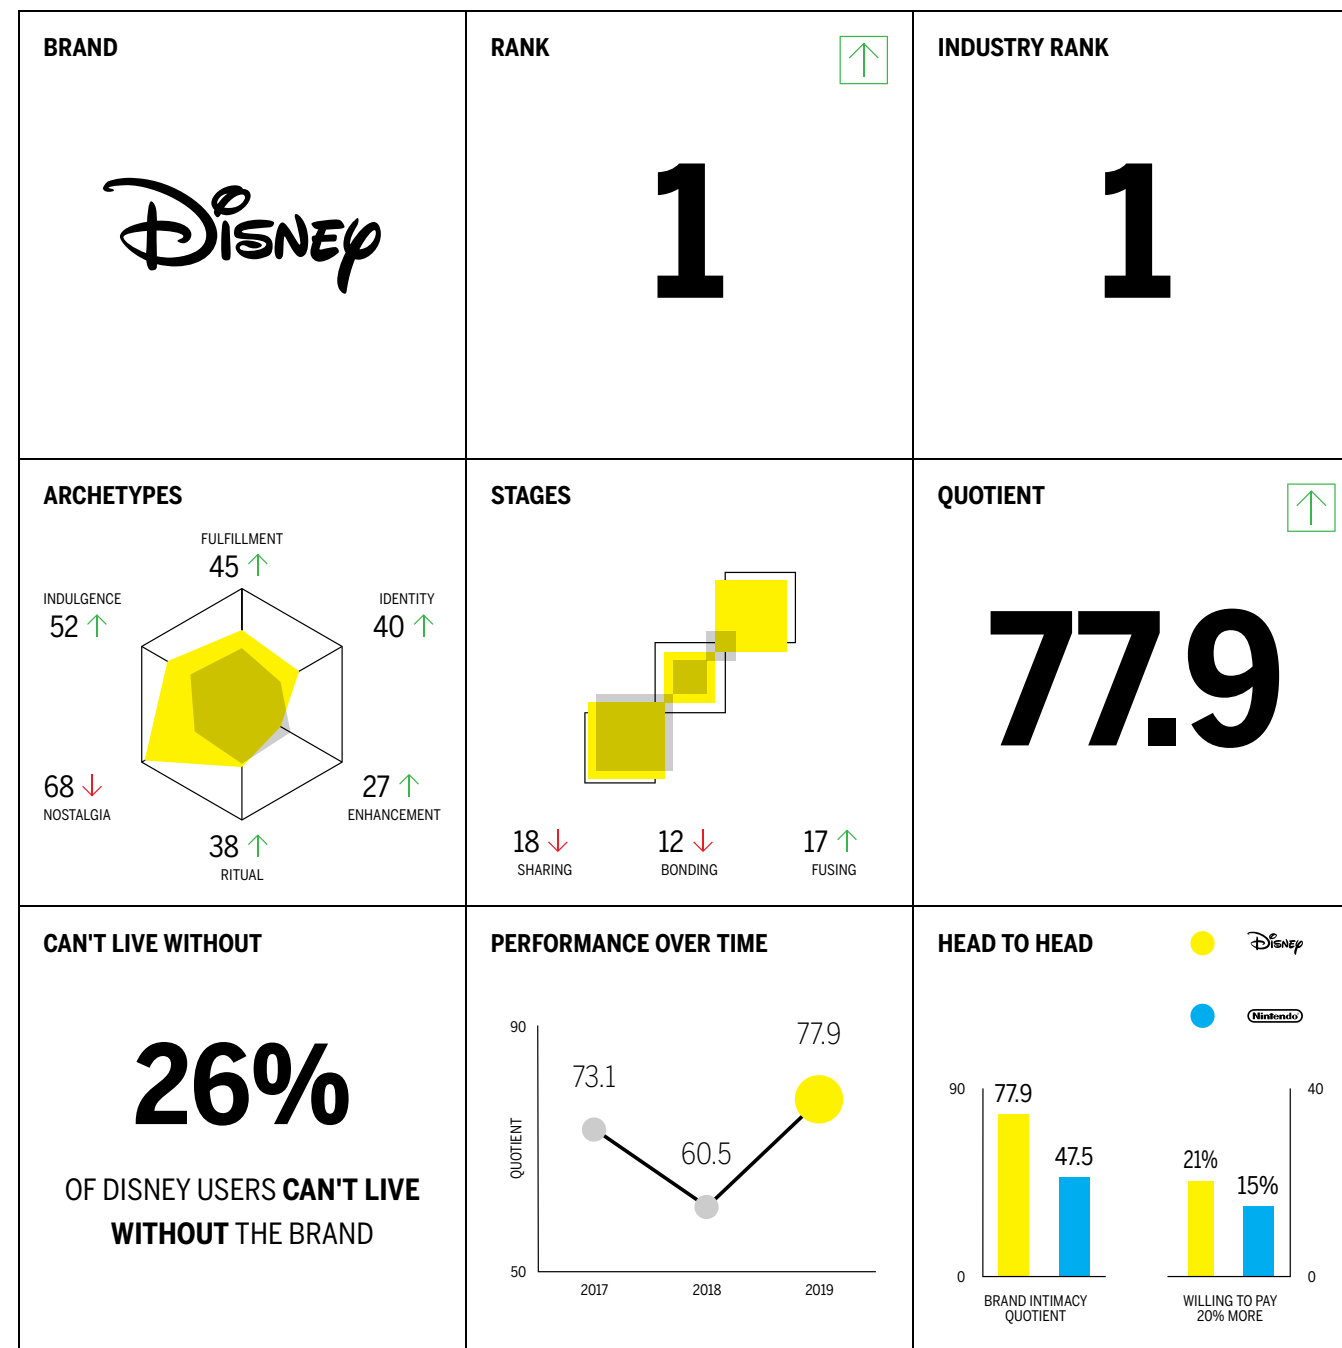 BRAND
DISNEY
RANK
1
INDUSTRY RANK
1
ARCHETYPES
FULFILLMENT
45
INDULGENCE
52
IDENTITY
40
68
NOSTALGIA
27
ENHANCEMENT
38
RITUAL
STAGES
18
SHARING
12
BONDING
17
FUSING
QUOTIENT
77.9
CAN'T LIVE WITHOUT
26%
OF DISNEY USERS CAN'T LIVE
WITHOUT THE BRAND
PERFORMANCE OVER TIME
90
QUOTIENT
50
73.1
60.5
77.9
2017
2018
2019
HEAD TO HEAD
DISNEY
Nintendo
90
0
77.9
47.5
BRAND INTIMACY
QUOTIENT
21%
15%
40
0
WILLING TO PAY
20% MORE